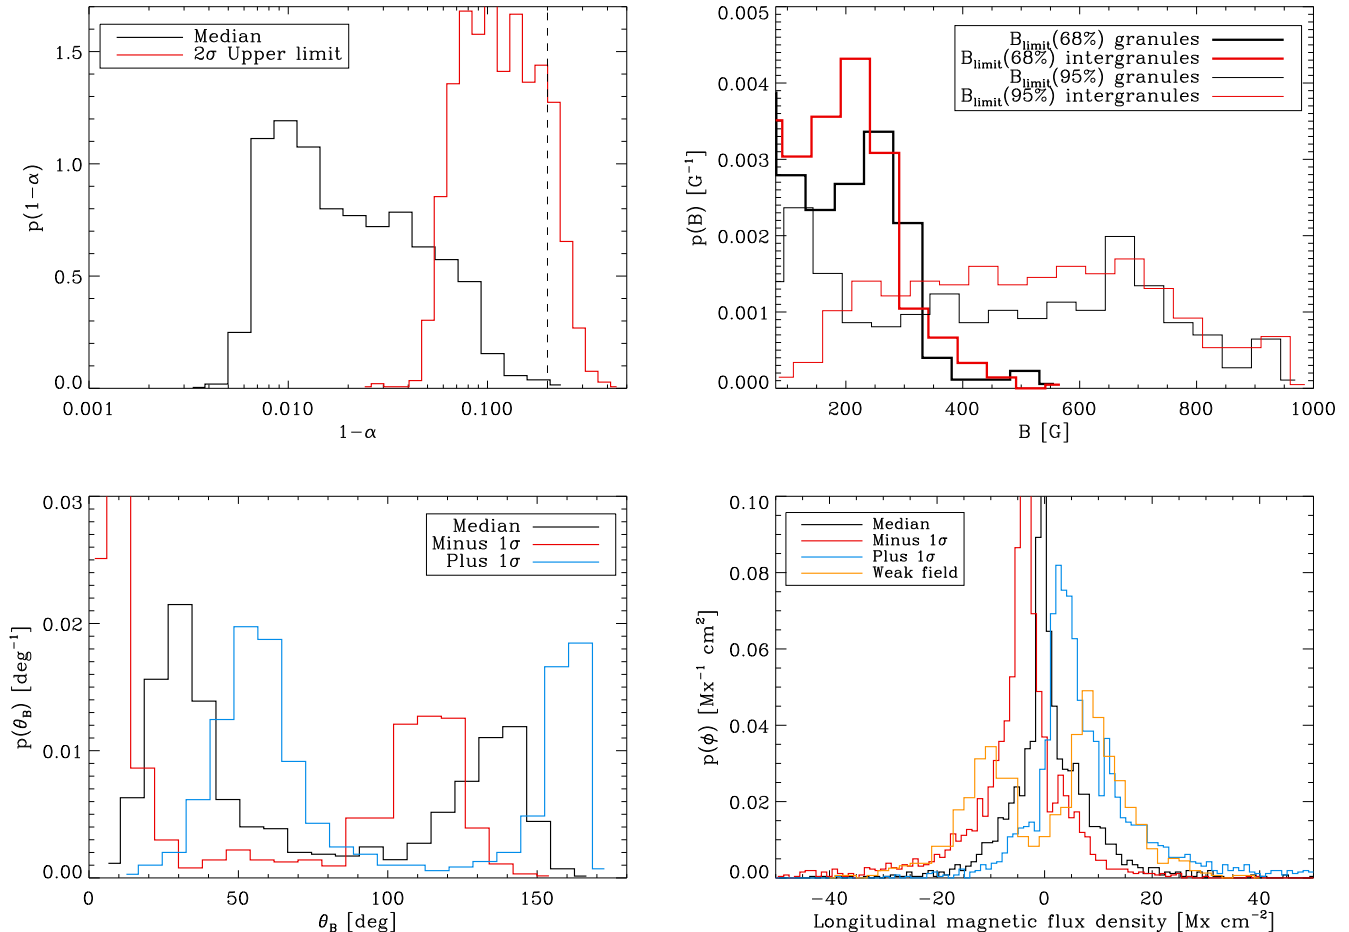 Median
2σ Upper limit
1.5
1.0
0.5
0.0
p(1−α)
0.001
0.010
0.100
1−α
B_limit(68%) granules
B_limit(68%) intergranules
B_limit(95%) granules
B_limit(95%) intergranules
0.005
0.004
0.003
0.002
0.001
0.000
p(B) [G⁻¹]
200
400
600
800
1000
B [G]
Median
Minus 1σ
Plus 1σ
0.03
0.02
0.01
0.00
p(θ_B) [deg⁻¹]
0
50
100
150
θ_B [deg]
Median
Minus 1σ
Plus 1σ
Weak field
0.10
0.08
0.06
0.04
0.02
0.00
p(ϕ) [Mx⁻¹ cm²]
−40
−20
0
20
40
Longitudinal magnetic flux density [Mx cm⁻²]